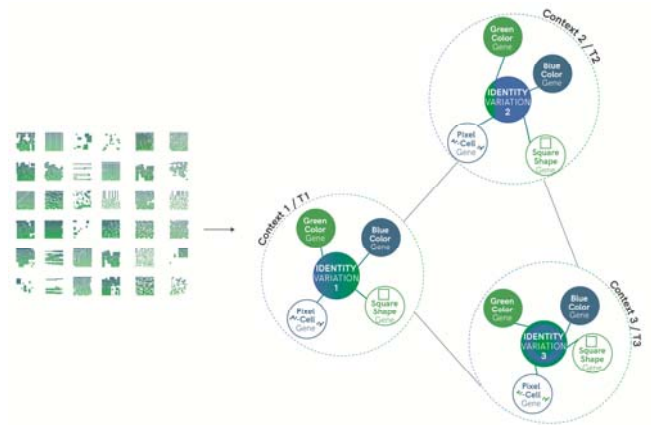 Context 1 / T1
Green
Color
Gene
Blue
Color
Gene
IDENTITY
VARIATION
1
Pixel
-Cell
Gene
Square
Shape
Gene
Context 2 / T2
Green
Color
Gene
Blue
Color
Gene
IDENTITY
VARIATION
2
Pixel
-Cell
Gene
Square
Shape
Gene
Context 3 / T3
Green
Color
Gene
Blue
Color
Gene
IDENTITY
VARIATION
3
Square
Shape
Gene
Pixel
-Cell
Gene